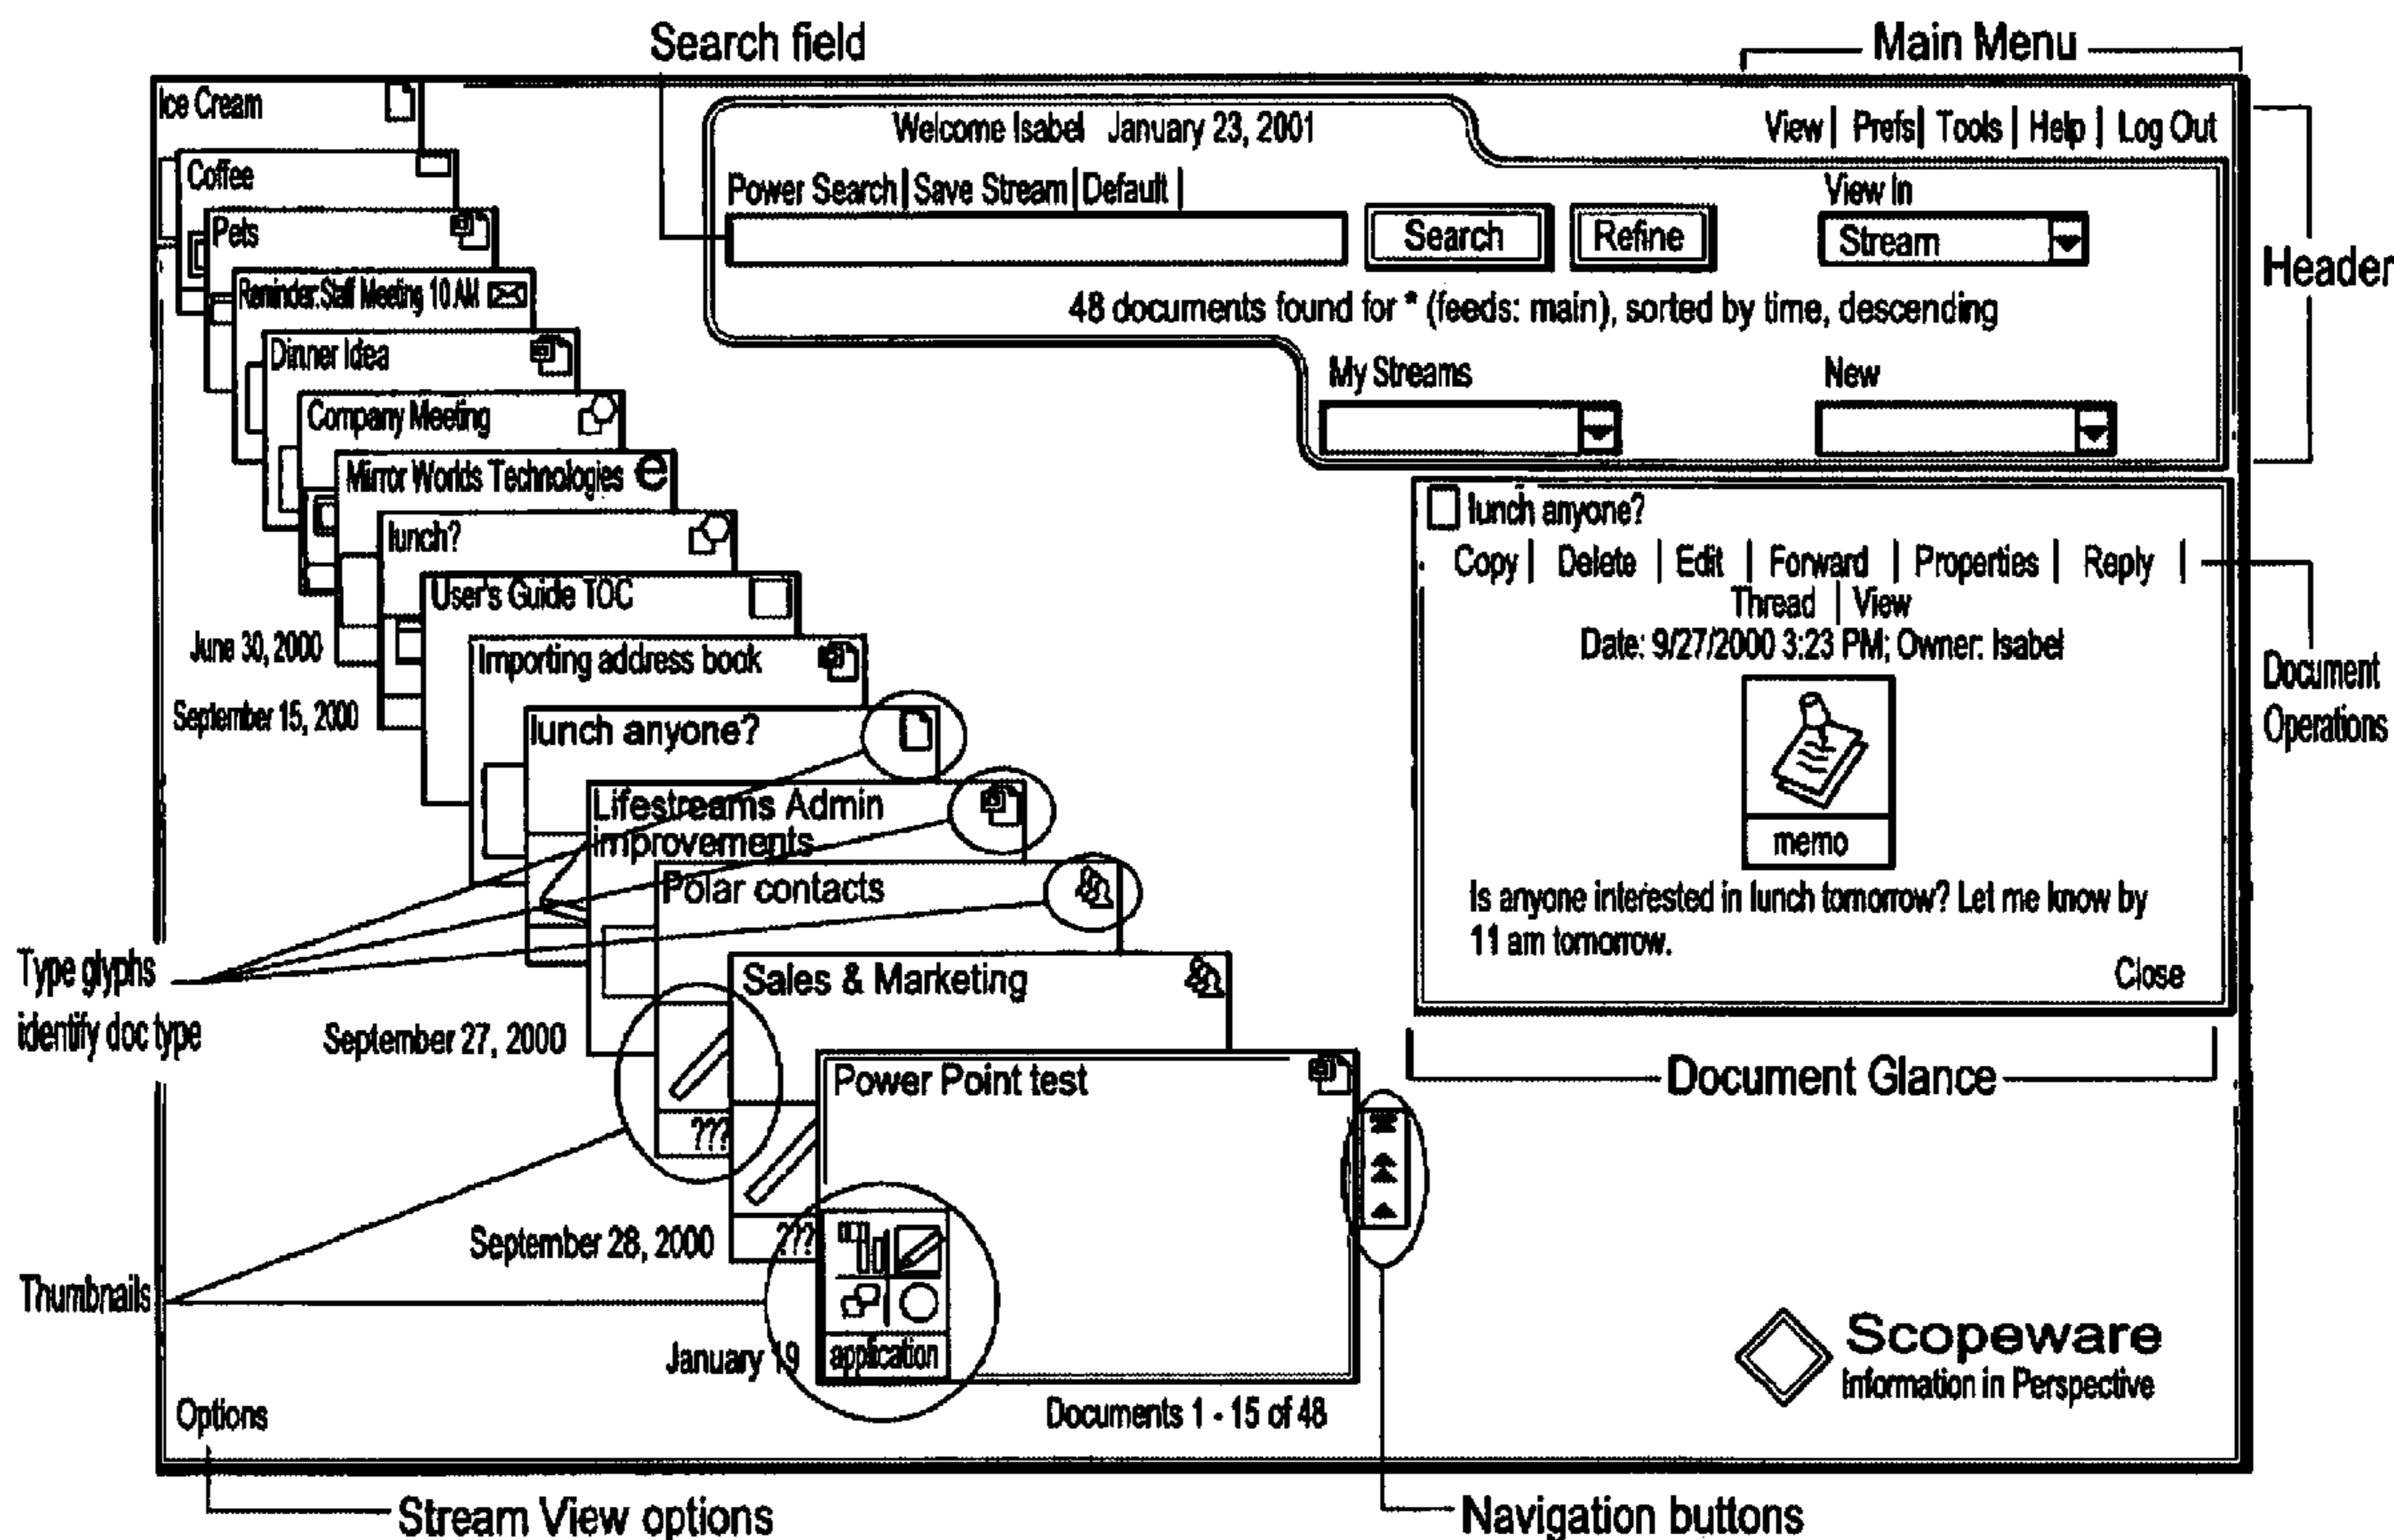 Search field
Main Menu
Ice Cream
Coffee
Pets
Reminder:Staff Meeting 10 AM
Dinner Idea
Company Meeting
Mirror Worlds Technologies
lunch?
User's Guide TOC
Importing address book
lunch anyone?
Lifestreams Admin
improvements
Polar contacts
Sales & Marketing
Power Point test
June 30, 2000
September 15, 2000
September 27, 2000
September 28, 2000
January 19
???
???
application
Options
Documents 1 - 15 of 48
Welcome Isabel January 23, 2001
View | Prefs | Tools | Help | Log Out
Power Search | Save Stream | Default |
View In
Search
Refine
Stream
48 documents found for * (feeds: main), sorted by time, descending
My Streams
New
Header
lunch anyone?
Copy | Delete | Edit | Forward | Properties | Reply |
Thread | View
Date: 9/27/2000 3:23 PM; Owner: Isabel
memo
Is anyone interested in lunch tomorrow? Let me know by
11 am tomorrow.
Close
Document
Operations
Document Glance
Type glyphs
identify doc type
Thumbnails
Scopeware
Information in Perspective
Stream View options
Navigation buttons